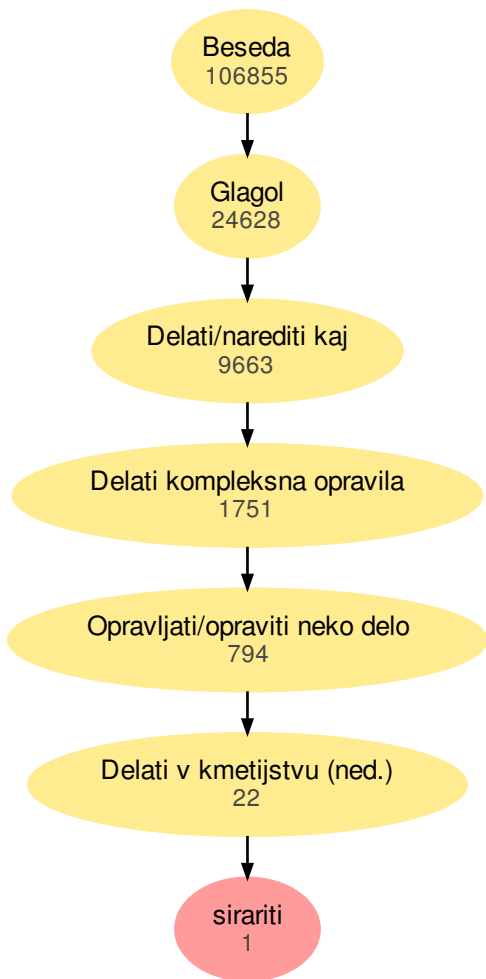 Beseda
106855
Glagol
24628
Delati/narediti kaj
9663
Delati kompleksna opravila
1751
Opravljati/opraviti neko delo
794
Delati v kmetijstvu (ned.)
22
sirariti
1